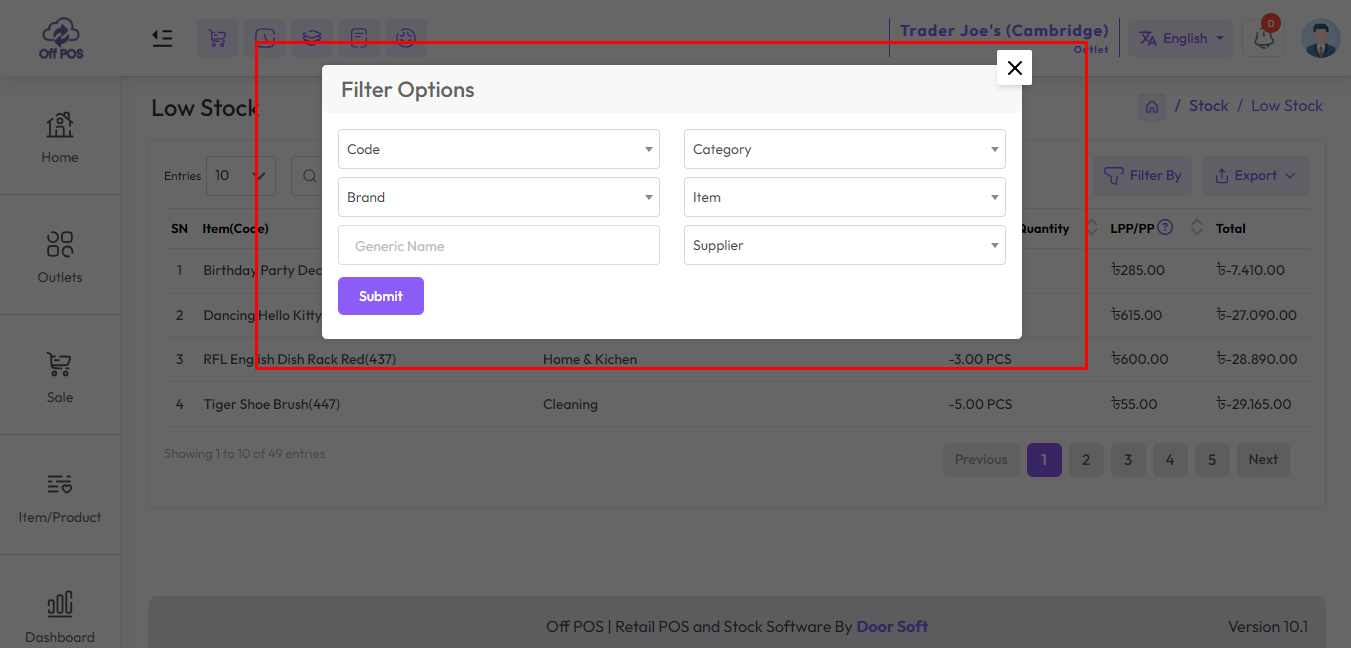 Off POS
Trader Joe's (Cambridge)
Outlet
English
0
Filter Options
Low Stock
/ Stock / Low Stock
Code
Category
Entries 10
Filter By
Export
Brand
Item
SN Item(Code) Quantity LPP/PP ? Total
Generic Name
Supplier
1 Birthday Party Dec ৳285.00 ৳-7,410.00
Submit
2 Dancing Hello Kitty ৳615.00 ৳-27,090.00
3 RFL English Dish Rack Red(437) Home & Kichen -3.00 PCS ৳600.00 ৳-28,890.00
4 Tiger Shoe Brush(447) Cleaning -5.00 PCS ৳55.00 ৳-29,165.00
Showing 1 to 10 of 49 entries
Previous 1 2 3 4 5 Next
Home
Outlets
Sale
Item/Product
Dashboard
Off POS | Retail POS and Stock Software By Door Soft
Version 10.1